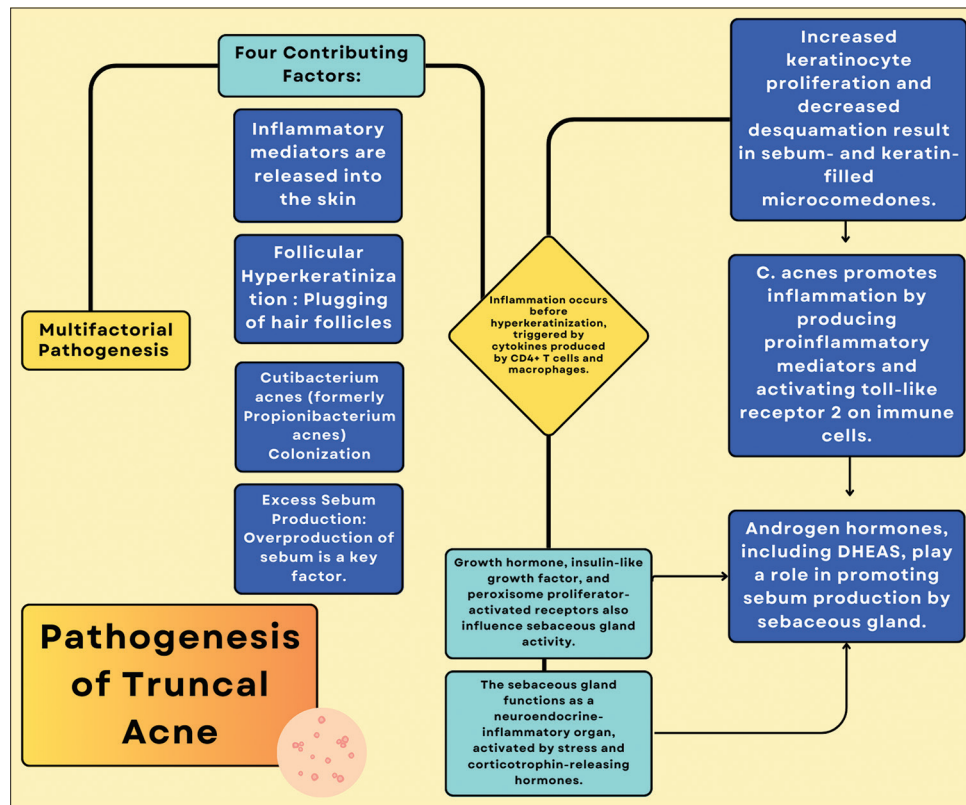 Four Contributing
Factors:
Inflammatory
mediators are
released into
the skin
Follicular
Hyperkeratiniza
tion : Plugging
of hair follicles
Multifactorial
Pathogenesis
Cutibacterium
acnes (formerly
Propionibacterium
acnes)
Colonization
Excess Sebum
Production:
Overproduction of
sebum is a key
factor.
Pathogenesis
of Truncal
Acne
Inflammation occurs
before
hyperkeratinization,
triggered by
cytokines produced
by CD4+ T cells and
macrophages.
Growth hormone, insulin-like
growth factor, and
peroxisome proliferator-
activated receptors also
influence sebaceous gland
activity.
The sebaceous gland
functions as a
neuroendocrine-
inflammatory organ,
activated by stress and
corticotrophin-releasing
hormones.
Increased
keratinocyte
proliferation and
decreased
desquamation result
in sebum- and keratin-
filled
microcomedones.
C. acnes promotes
inflammation by
producing
proinflammatory
mediators and
activating toll-like
receptor 2 on immune
cells.
Androgen hormones,
including DHEAS, play
a role in promoting
sebum production by
sebaceous gland.